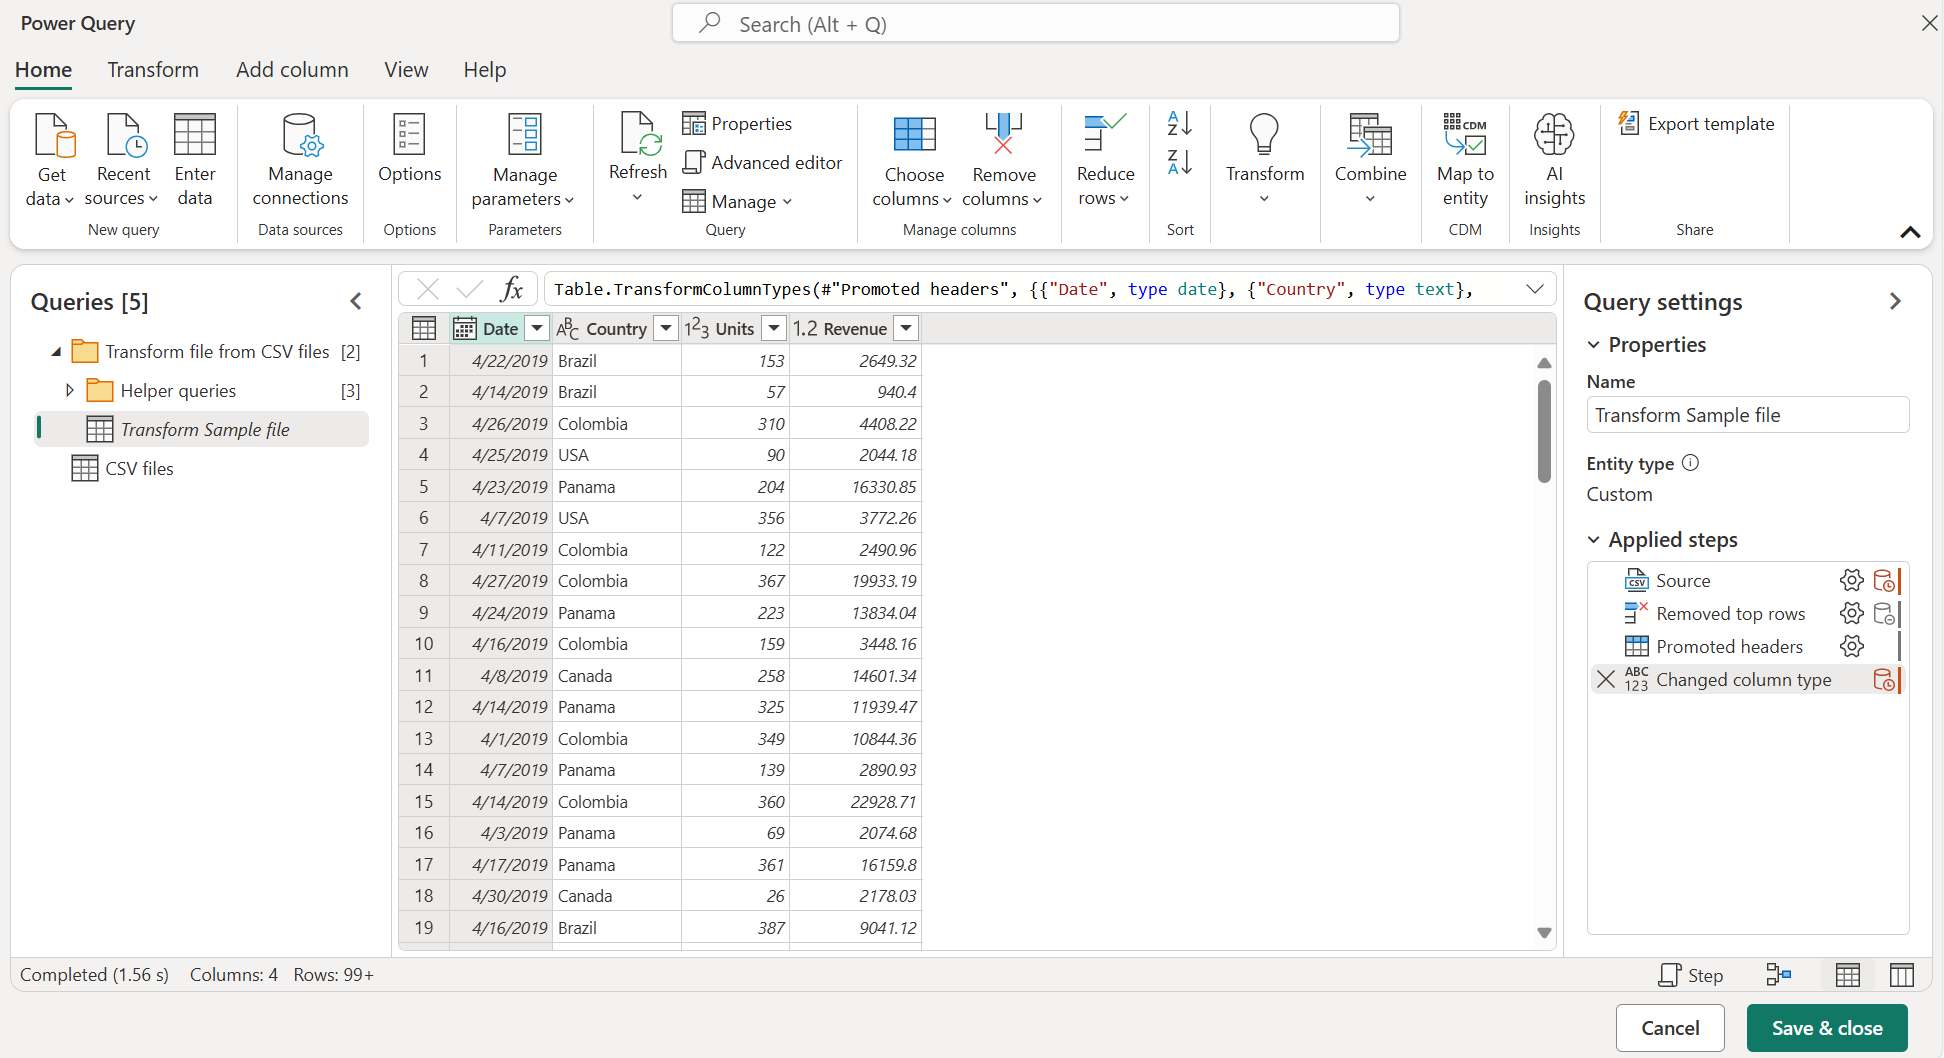 Power Query
Search (Alt + Q)
Home Transform Add column View Help
Get data
Recent sources
Enter data
New query
Manage connections
Data sources
Options
Options
Manage parameters
Parameters
Refresh
Properties
Advanced editor
Manage
Query
Choose columns
Remove columns
Manage columns
Reduce rows
A Z
Z A
Sort
Transform
Combine
CDM
Map to entity
CDM
AI insights
Insights
Export template
Share
Queries [5]
Transform file from CSV files [2]
Helper queries [3]
Transform Sample file
CSV files
fx Table.TransformColumnTypes(#"Promoted headers", {{"Date", type date}, {"Country", type text},
Date ABC Country 123 Units 1.2 Revenue
1 4/22/2019 Brazil 153 2649.32
2 4/14/2019 Brazil 57 940.4
3 4/26/2019 Colombia 310 4408.22
4 4/25/2019 USA 90 2044.18
5 4/23/2019 Panama 204 16330.85
6 4/7/2019 USA 356 3772.26
7 4/11/2019 Colombia 122 2490.96
8 4/27/2019 Colombia 367 19933.19
9 4/24/2019 Panama 223 13834.04
10 4/16/2019 Colombia 159 3448.16
11 4/8/2019 Canada 258 14601.34
12 4/14/2019 Panama 325 11939.47
13 4/1/2019 Colombia 349 10844.36
14 4/7/2019 Panama 139 2890.93
15 4/14/2019 Colombia 360 22928.71
16 4/3/2019 Panama 69 2074.68
17 4/17/2019 Panama 361 16159.8
18 4/30/2019 Canada 26 2178.03
19 4/16/2019 Brazil 387 9041.12
Query settings
Properties
Name
Transform Sample file
Entity type
Custom
Applied steps
CSV Source
Removed top rows
Promoted headers
ABC 123 Changed column type
Completed (1.56 s) Columns: 4 Rows: 99+
Step
Cancel
Save & close